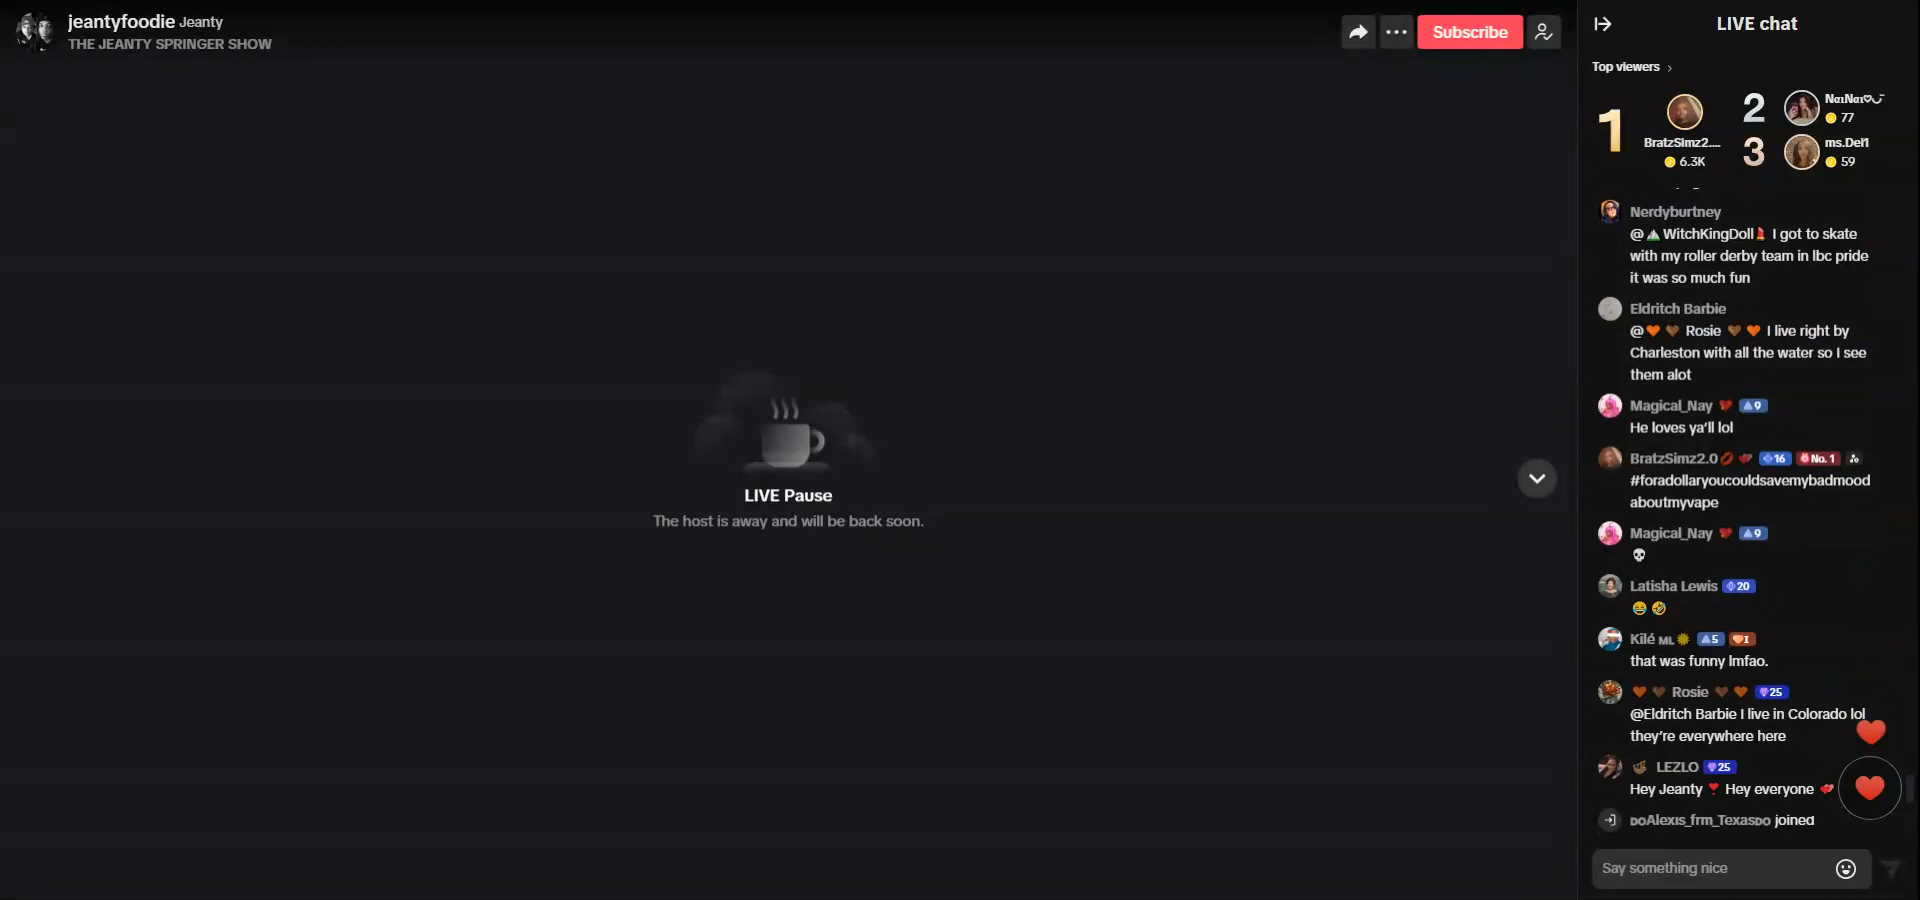 jeantyfoodie Jeanty
THE JEANTY SPRINGER SHOW
Subscribe
LIVE Pause
The host is away and will be back soon.
LIVE chat
Top viewers
1
BratzSimz2....
6.3K
2
NαιNαι♡
77
3
ms.Del1
59
Nerdyburtney
@⛰️ WitchKingDoll💃 I got to skate
with my roller derby team in lbc pride
it was so much fun
Eldritch Barbie
@🧡 🤎 Rosie 🤎 🧡 I live right by
Charleston with all the water so I see
them alot
Magical_Nay 9
He loves ya'll lol
BratzSimz2.0💋 16 No. 1
#foradollaryoucouldsavemybadmood
aboutmyvape
Magical_Nay 9
💀
Latisha Lewis 20
😂 🤣
Kilé ᴍʟ 5 I
that was funny lmfao.
🧡 🤎 Rosie 🤎 🧡 25
@Eldritch Barbie I live in Colorado lol
they're everywhere here
🦥 LEZLO 25
Hey Jeanty ❣️ Hey everyone 💕
ᴅᴏAlexıs_frm_Texasᴅᴏ joined
Say something nice